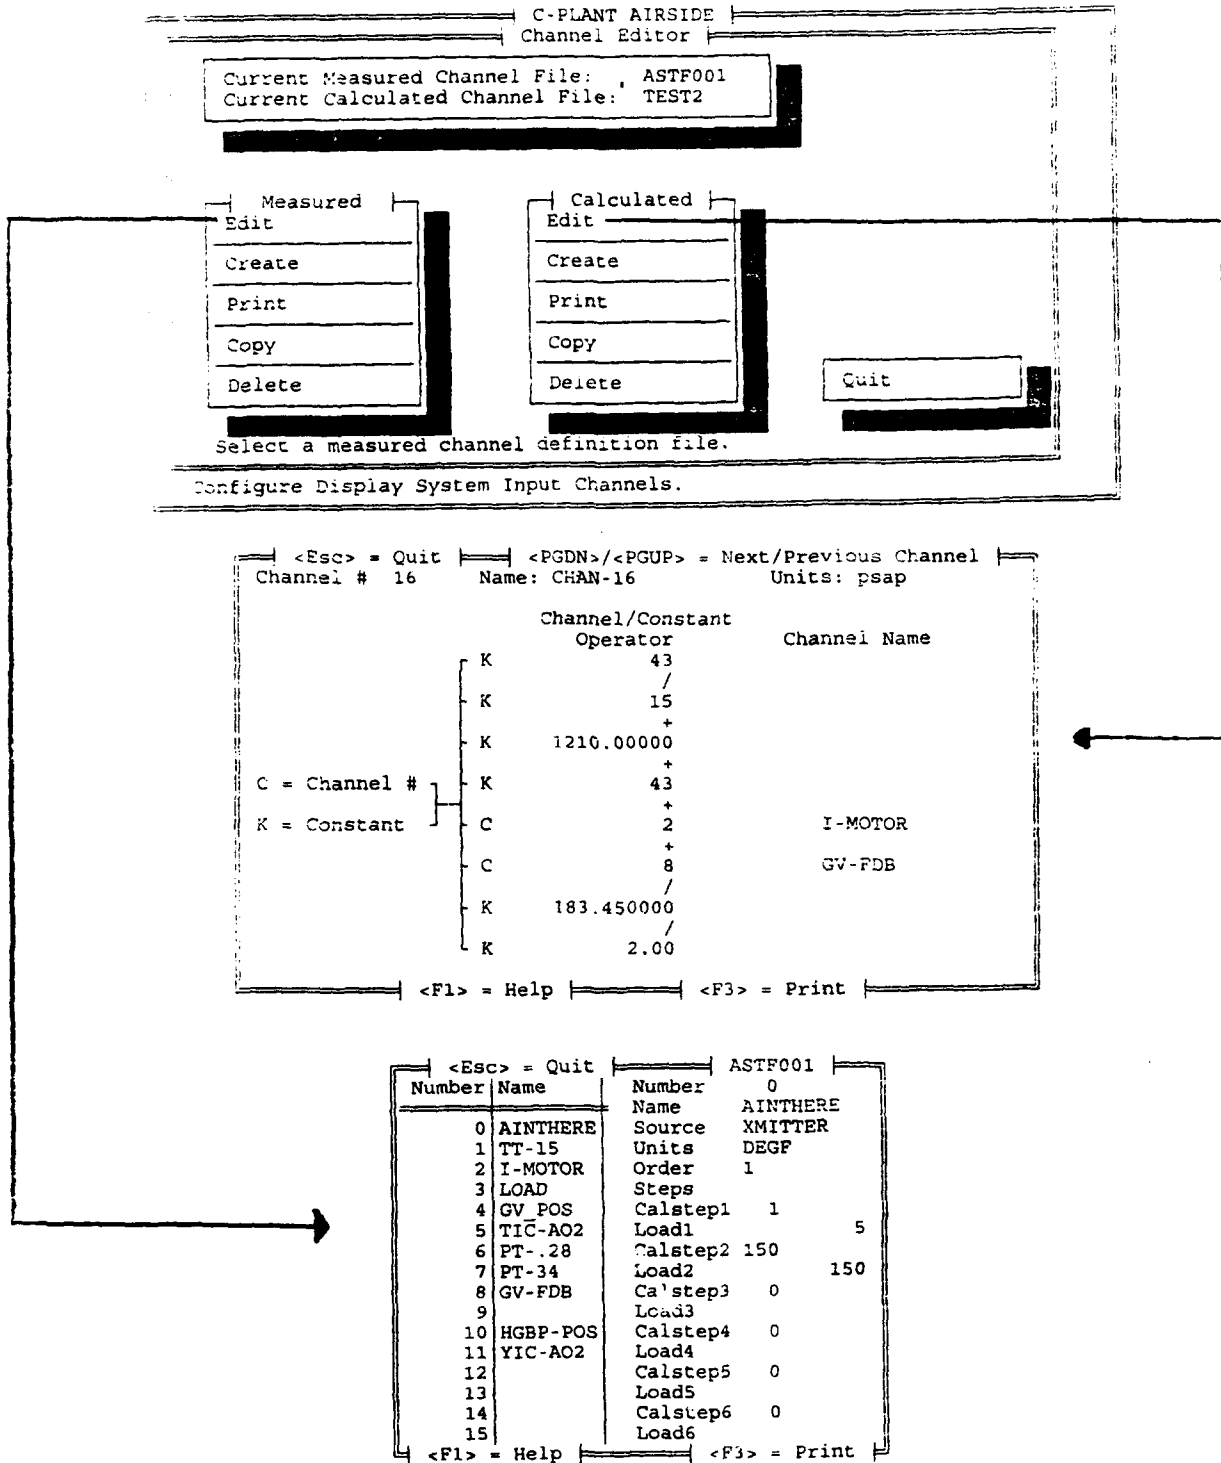 C-PLANT AIRSIDE
Channel Editor
Current Measured Channel File: ASTF001
Current Calculated Channel File: TEST2
Measured
Edit
Create
Print
Copy
Delete
Calculated
Edit
Create
Print
Copy
Delete
Quit
Select a measured channel definition file.
Configure Display System Input Channels.
<Esc> = Quit <PGDN>/<PGUP> = Next/Previous Channel
Channel # 16 Name: CHAN-16 Units: psap
Channel/Constant
Operator Channel Name
K 43
/
K 15
+
K 1210.00000
+
C = Channel # K 43
+
K = Constant C 2 I-MOTOR
+
C 8 GV-FDB
/
K 183.450000
/
K 2.00
<F1> = Help <F3> = Print
<Esc> = Quit ASTF001
Number Name Number 0
Name AINTHERE
0 AINTHERE Source XMITTER
1 TT-15 Units DEGF
2 I-MOTOR Order 1
3 LOAD Steps
4 GV_POS Calstep1 1
5 TIC-AO2 Load1 5
6 PT-.28 Calstep2 150
7 PT-34 Load2 150
8 GV-FDB Calstep3 0
9 Load3
10 HGBP-POS Calstep4 0
11 YIC-AO2 Load4
12 Calstep5 0
13 Load5
14 Calstep6 0
15 Load6
<F1> = Help <F3> = Print